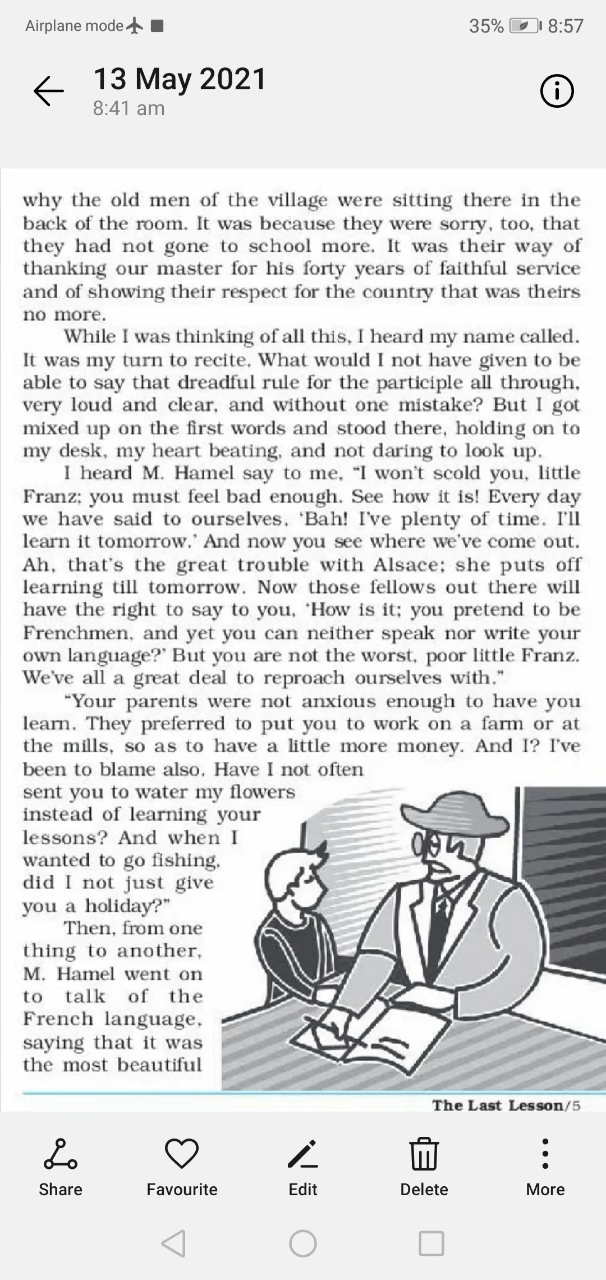 Airplane mode
35% 8:57
13 May 2021
8:41 am
why the old men of the village were sitting there in the
back of the room. It was because they were sorry, too, that
they had not gone to school more. It was their way of
thanking our master for his forty years of faithful service
and of showing their respect for the country that was theirs
no more.
While I was thinking of all this, I heard my name called.
It was my turn to recite. What would I not have given to be
able to say that dreadful rule for the participle all through,
very loud and clear, and without one mistake? But I got
mixed up on the first words and stood there, holding on to
my desk, my heart beating, and not daring to look up.
I heard M. Hamel say to me, “I won't scold you, little
Franz; you must feel bad enough. See how it is! Every day
we have said to ourselves, ‘Bah! I've plenty of time. I'll
learn it tomorrow.’ And now you see where we've come out.
Ah, that's the great trouble with Alsace; she puts off
learning till tomorrow. Now those fellows out there will
have the right to say to you, ‘How is it; you pretend to be
Frenchmen, and yet you can neither speak nor write your
own language?’ But you are not the worst, poor little Franz.
We've all a great deal to reproach ourselves with.”
“Your parents were not anxious enough to have you
learn. They preferred to put you to work on a farm or at
the mills, so as to have a little more money. And I? I've
been to blame also. Have I not often
sent you to water my flowers
instead of learning your
lessons? And when I
wanted to go fishing,
did I not just give
you a holiday?”
Then, from one
thing to another,
M. Hamel went on
to talk of the
French language,
saying that it was
the most beautiful
The Last Lesson/5
Share Favourite Edit Delete More